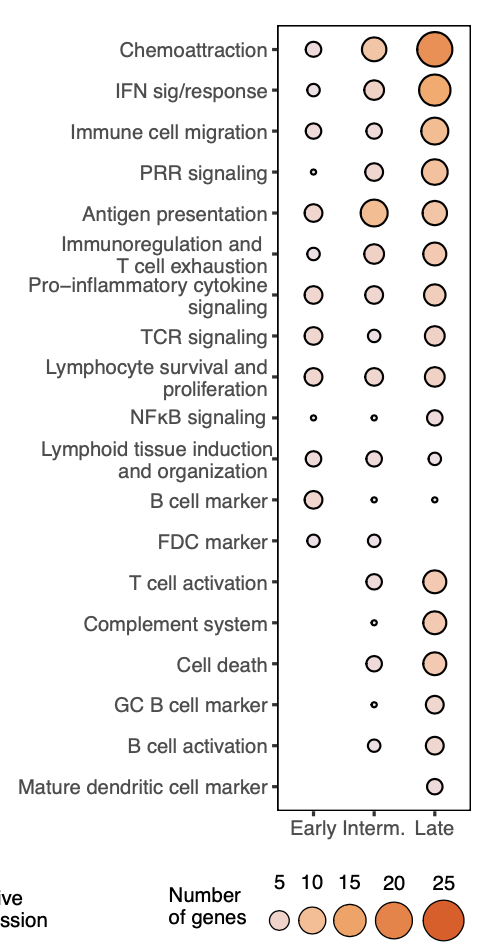 Chemoattraction
IFN sig/response
Immune cell migration
PRR signaling
Antigen presentation
Immunoregulation and
T cell exhaustion
Pro−inflammatory cytokine
signaling
TCR signaling
Lymphocyte survival and
proliferation
NFκB signaling
Lymphoid tissue induction
and organization
B cell marker
FDC marker
T cell activation
Complement system
Cell death
GC B cell marker
B cell activation
Mature dendritic cell marker
Early Interm. Late
5 10 15 20 25
Number
of genes
ive
ssion